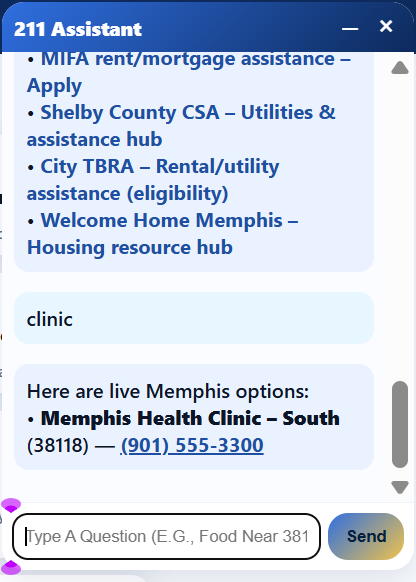 211 Assistant
• MIFA rent/mortgage assistance –
Apply
• Shelby County CSA – Utilities &
assistance hub
• City TBRA – Rental/utility
assistance (eligibility)
• Welcome Home Memphis –
Housing resource hub
clinic
Here are live Memphis options:
• Memphis Health Clinic – South
(38118) — (901) 555-3300
Type A Question (E.G., Food Near 381
Send